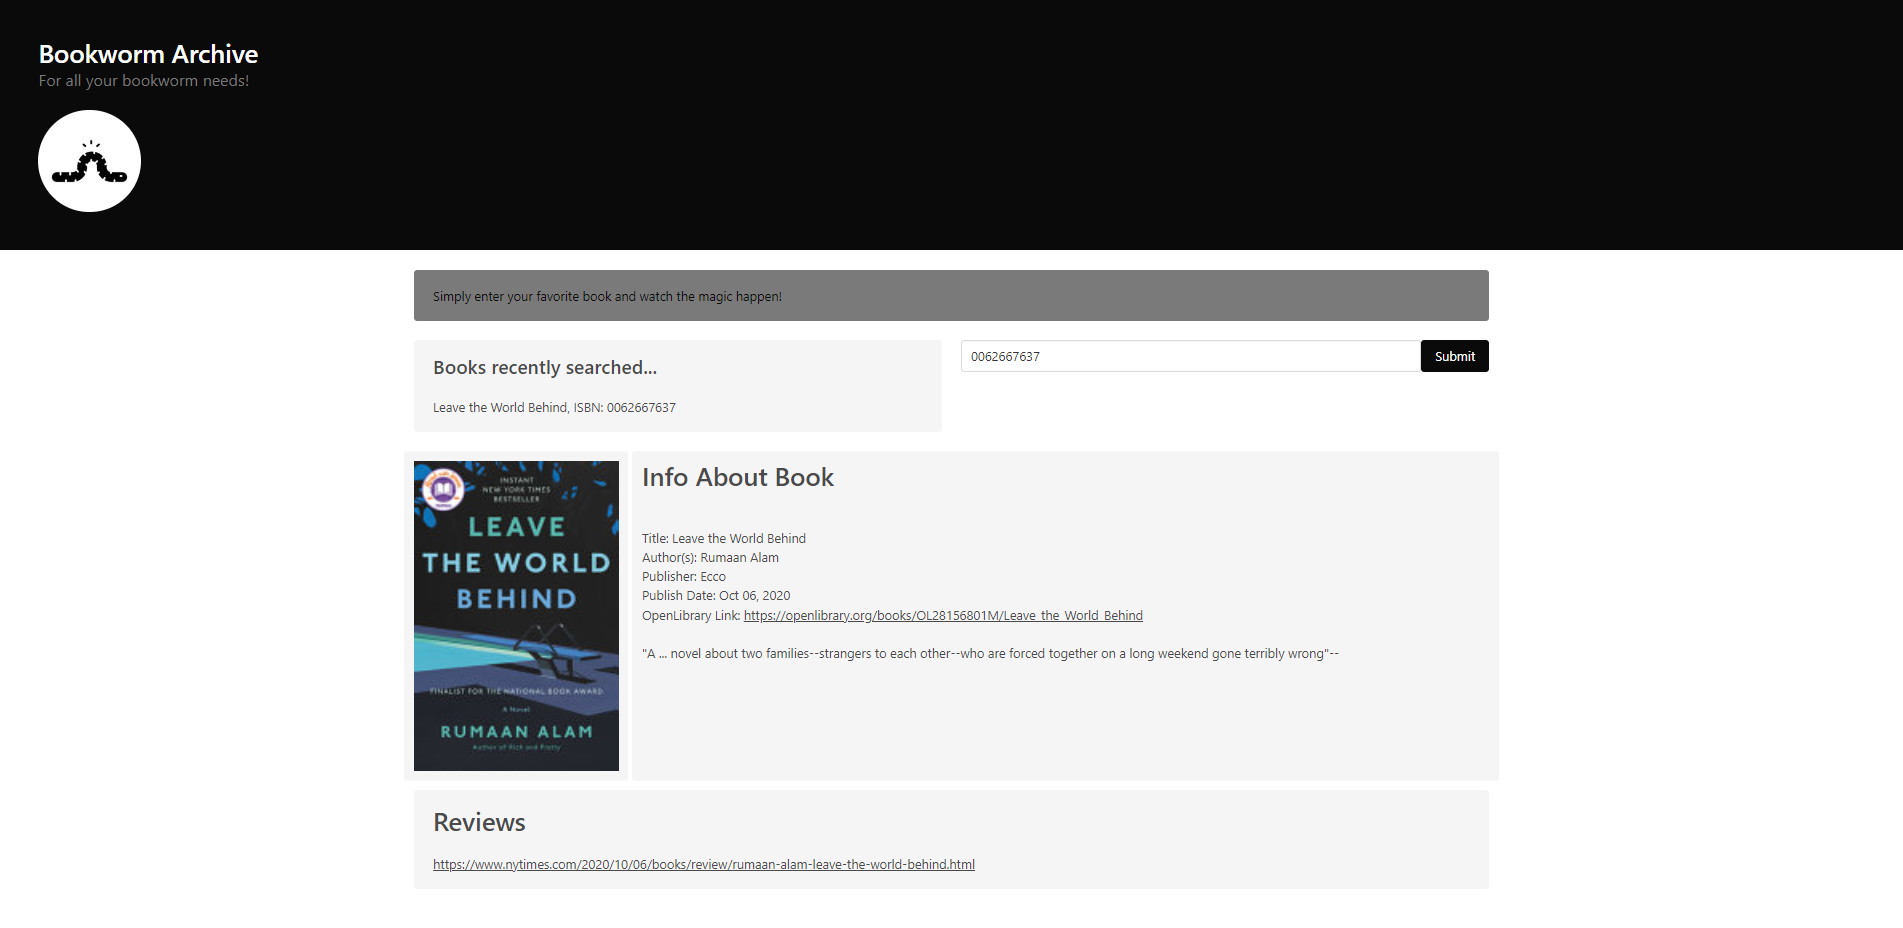 Bookworm Archive
For all your bookworm needs!
Simply enter your favorite book and watch the magic happen!
Books recently searched...
Leave the World Behind, ISBN: 0062667637
0062667637
Submit
INSTANT
NEW YORK TIMES
BESTSELLER
LEAVE
THE WORLD
BEHIND
FINALIST FOR THE NATIONAL BOOK AWARD
A Novel
RUMAAN ALAM
Author of Rich and Pretty
Info About Book
Title: Leave the World Behind
Author(s): Rumaan Alam
Publisher: Ecco
Publish Date: Oct 06, 2020
OpenLibrary Link: https://openlibrary.org/books/OL28156801M/Leave_the_World_Behind
"A ... novel about two families--strangers to each other--who are forced together on a long weekend gone terribly wrong"--
Reviews
https://www.nytimes.com/2020/10/06/books/review/rumaan-alam-leave-the-world-behind.html